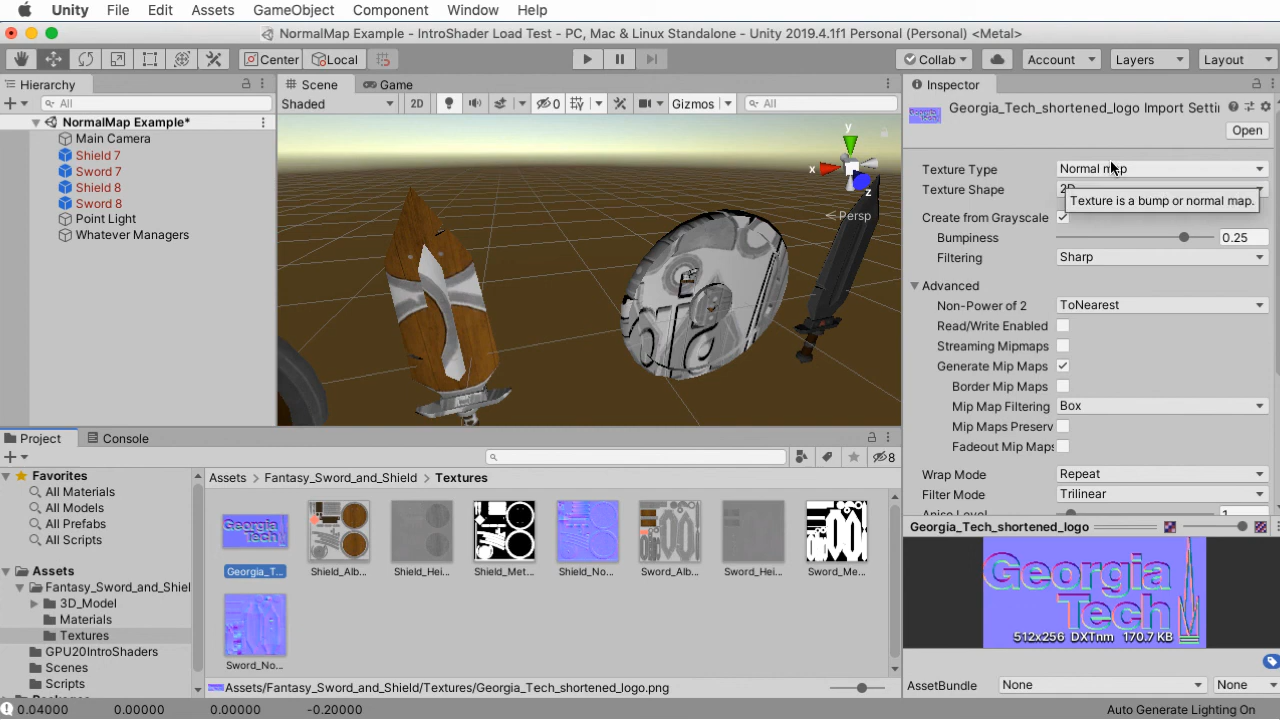 Unity File Edit Assets GameObject Component Window Help
NormalMap Example - IntroShader Load Test - PC, Mac & Linux Standalone - Unity 2019.4.1f1 Personal (Personal) <Metal>
Center Local Collab Account Layers Layout
Hierarchy
All
NormalMap Example*
Main Camera
Shield 7
Sword 7
Shield 8
Sword 8
Point Light
Whatever Managers
Scene Game
Shaded 2D 0 Gizmos All
y
x
z
Persp
Inspector
Georgia_Tech_shortened_logo Import Setti
Open
Texture Type Normal map
Texture Shape 2D
Texture is a bump or normal map.
Create from Grayscale
Bumpiness 0.25
Filtering Sharp
Advanced
Non-Power of 2 ToNearest
Read/Write Enabled
Streaming Mipmaps
Generate Mip Maps
Border Mip Maps
Mip Map Filtering Box
Mip Maps Preserv
Fadeout Mip Maps
Wrap Mode Repeat
Filter Mode Trilinear
Aniso Level 1
Georgia_Tech_shortened_logo
Georgia
Tech
512x256 DXTnm 170.7 KB
AssetBundle None None
Project Console
8
Favorites
All Materials
All Models
All Prefabs
All Scripts
Assets
Fantasy_Sword_and_Shiel
3D_Model
Materials
Textures
GPU20IntroShaders
Scenes
Scripts
Assets > Fantasy_Sword_and_Shield > Textures
Georgia
Tech
Georgia_T... Shield_Alb... Shield_Hei... Shield_Met... Shield_No... Sword_Alb... Sword_Hei... Sword_Me...
Sword_No...
Assets/Fantasy_Sword_and_Shield/Textures/Georgia_Tech_shortened_logo.png
0.04000 0.00000 0.00000 -0.20000
Auto Generate Lighting On